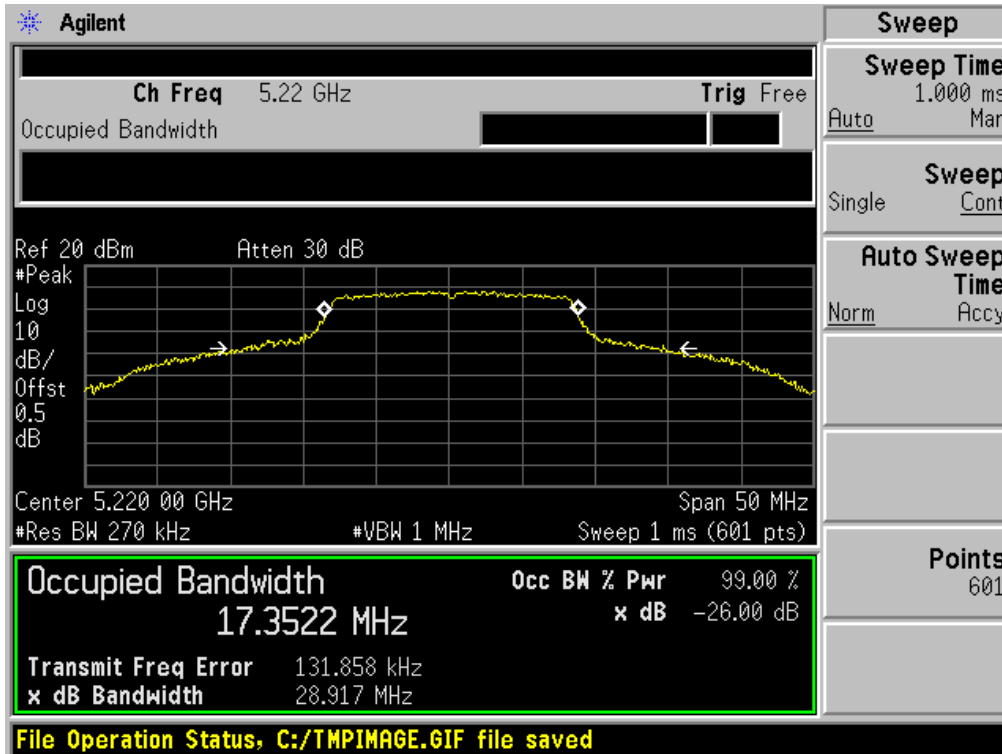 Agilent
Ch Freq 5.22 GHz Trig Free
Occupied Bandwidth
Ref 20 dBm Atten 30 dB
#Peak
Log
10
dB/
Offst
0.5
dB
Center 5.220 00 GHz Span 50 MHz
#Res BW 270 kHz #VBW 1 MHz Sweep 1 ms (601 pts)
Occupied Bandwidth Occ BW % Pwr 99.00 %
17.3522 MHz x dB -26.00 dB
Transmit Freq Error 131.858 kHz
x dB Bandwidth 28.917 MHz
File Operation Status, C:/TMPIMAGE.GIF file saved
Sweep
Sweep Time
1.000 ms
Auto Man
Sweep
Single Cont
Auto Sweep
Time
Norm Accy
Points
601